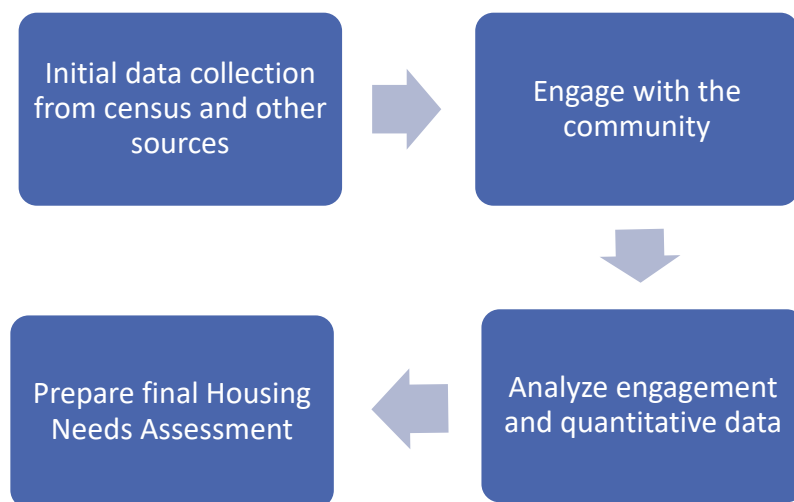 Initial data collection
from census and other
sources
Engage with the
community
Analyze engagement
and quantitative data
Prepare final Housing
Needs Assessment